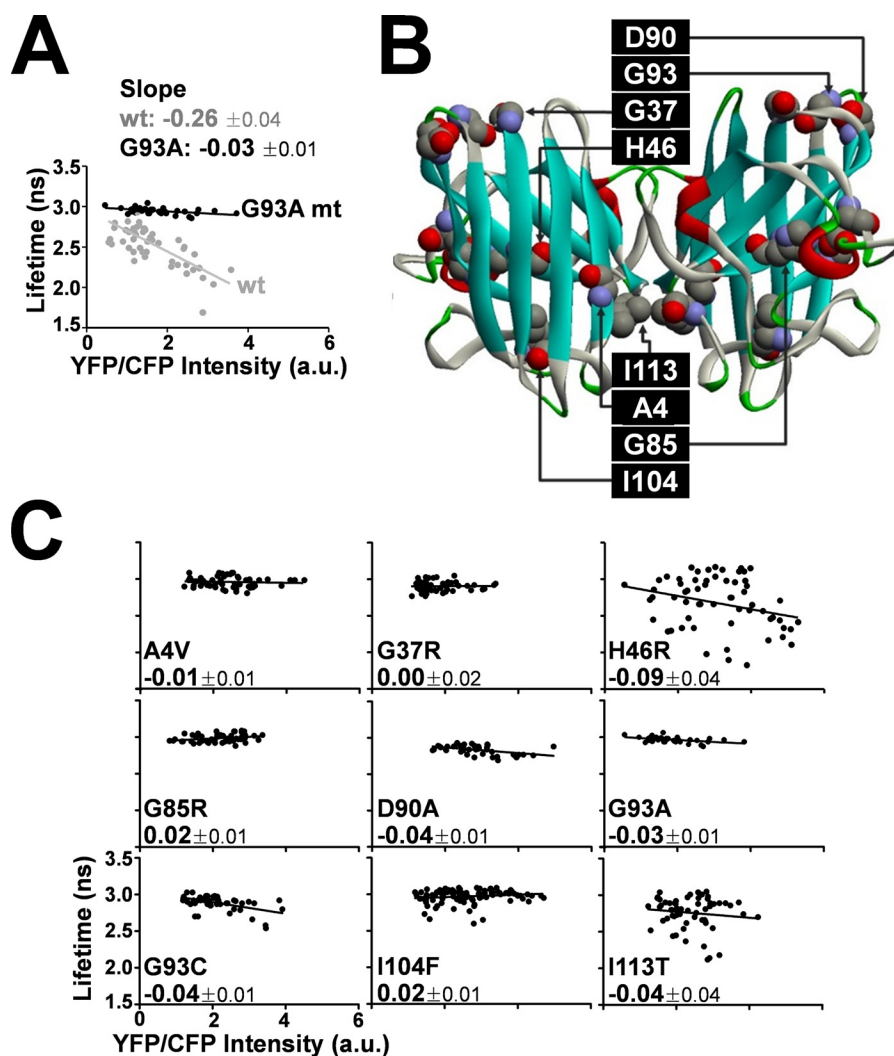 A
Slope
wt: -0.26 ±0.04
G93A: -0.03 ±0.01
Lifetime (ns)
3.5
3.0
2.5
2.0
1.5
G93A mt
wt
0 2 4 6
YFP/CFP Intensity (a.u.)
B
D90
G93
G37
H46
I113
A4
G85
I104
C
A4V
-0.01±0.01
G37R
0.00±0.02
H46R
-0.09±0.04
G85R
0.02±0.01
D90A
-0.04±0.01
G93A
-0.03±0.01
Lifetime (ns)
3.5
3.0
2.5
2.0
1.5
G93C
-0.04±0.01
I104F
0.02±0.01
I113T
-0.04±0.04
0 2 4 6
YFP/CFP Intensity (a.u.)